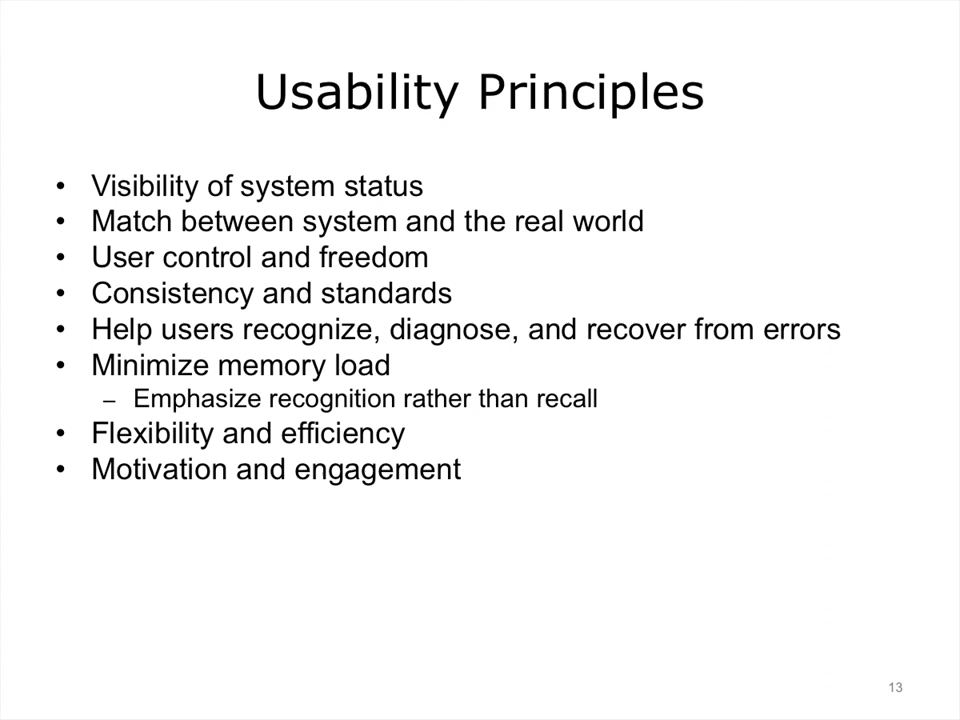 Usability Principles
• Visibility of system status
• Match between system and the real world
• User control and freedom
• Consistency and standards
• Help users recognize, diagnose, and recover from errors
• Minimize memory load
– Emphasize recognition rather than recall
• Flexibility and efficiency
• Motivation and engagement
13